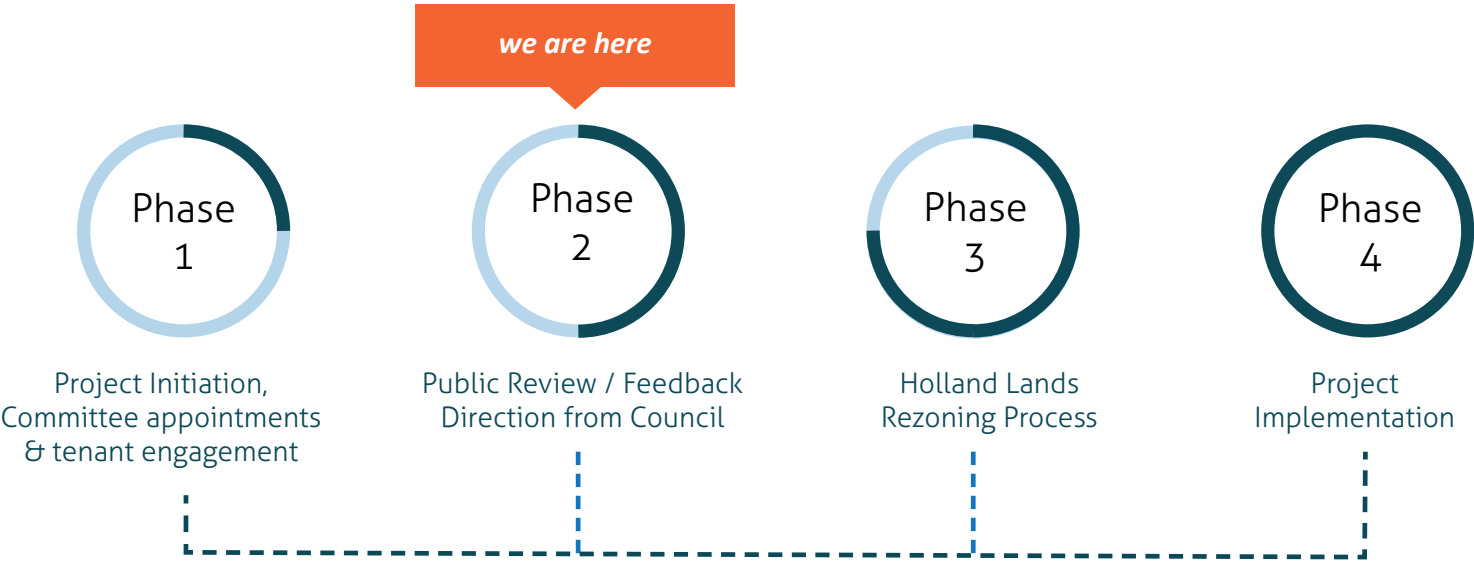 we are here
Phase
1
Phase
2
Phase
3
Phase
4
Project Initiation,
Committee appointments
& tenant engagement
Public Review / Feedback
Direction from Council
Holland Lands
Rezoning Process
Project
Implementation